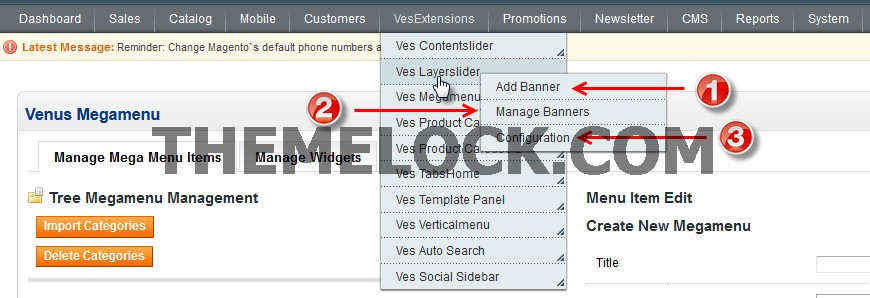 Dashboard Sales Catalog Mobile Customers VesExtensions Promotions Newsletter CMS Reports System
Latest Message: Reminder: Change Magento`s default phone numbers a
Ves Contentslider
Ves Layerslider
Add Banner
1
Ves Megamenu
2
Manage Banners
Venus Megamenu
Ves Product
Configuration
3
THEMELOCK.COM
Manage Mega Menu Items Manage Widgets
Ves Product
Ves TabsHome
Tree Megamenu Management
Ves Template Panel
Menu Item Edit
Import Categories
Ves Verticalmenu
Create New Megamenu
Delete Categories
Ves Auto Search
Title
Ves Social Sidebar